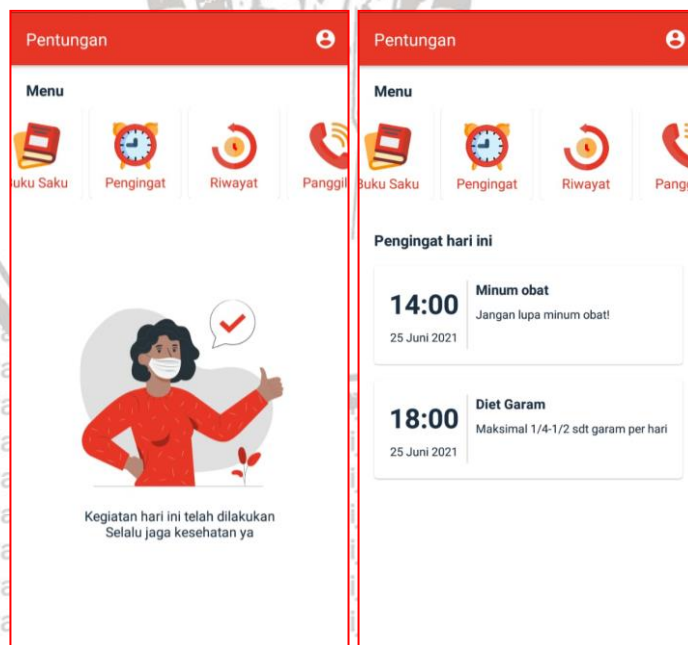 Pentungan
Menu
Buku Saku Pengingat Riwayat Panggil
Kegiatan hari ini telah dilakukan
Selalu jaga kesehatan ya
Pentungan
Menu
Buku Saku Pengingat Riwayat Pangg
Pengingat hari ini
14:00
25 Juni 2021
Minum obat
Jangan lupa minum obat!
18:00
25 Juni 2021
Diet Garam
Maksimal 1/4-1/2 sdt garam per hari